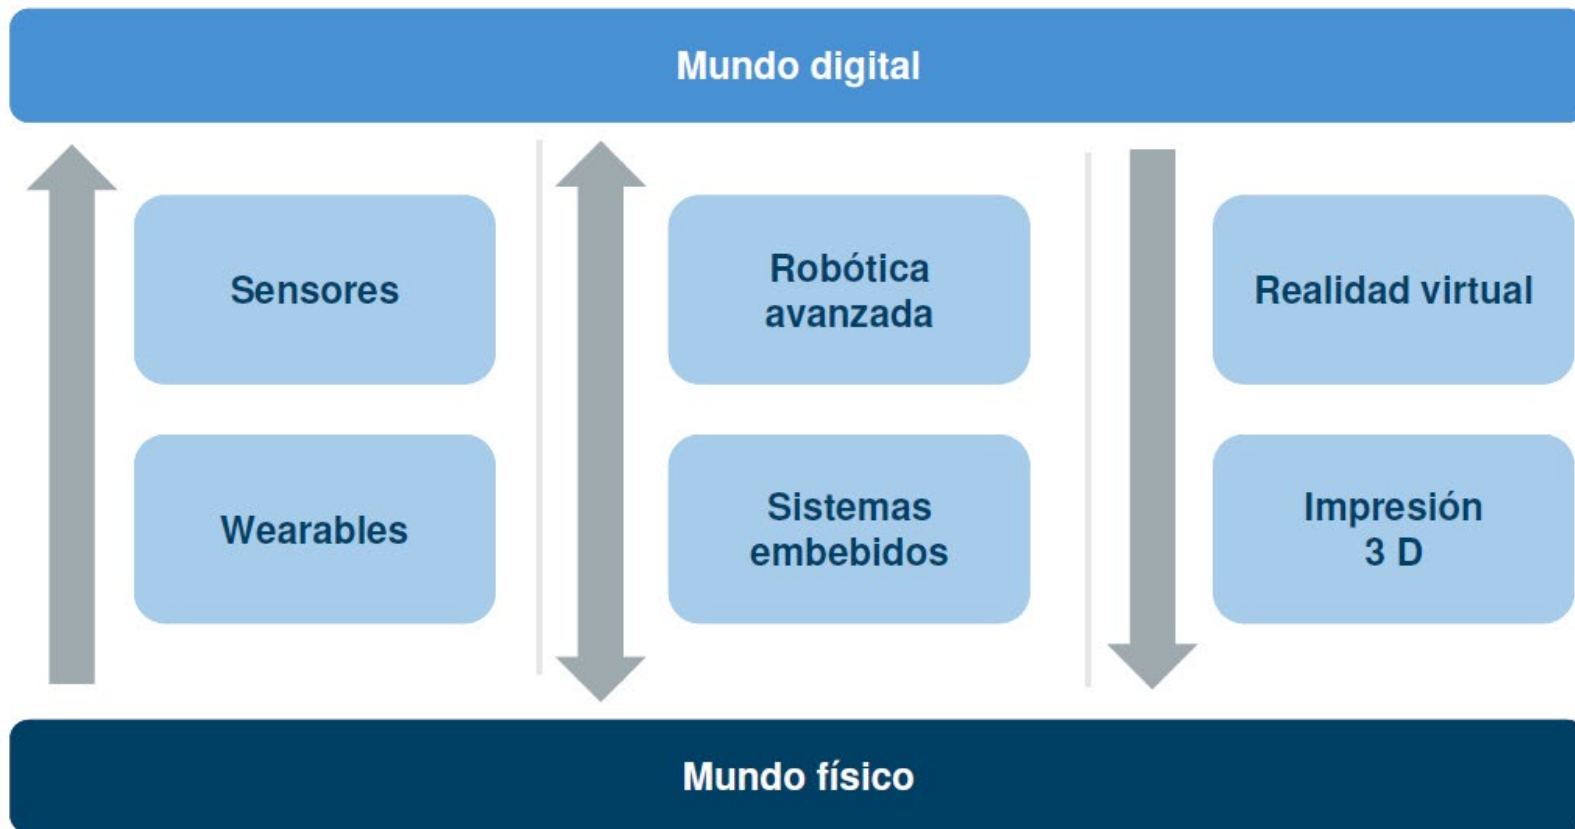 Mundo digital
Sensores
Robótica
avanzada
Realidad virtual
Wearables
Sistemas
embebidos
Impresión
3 D
Mundo físico